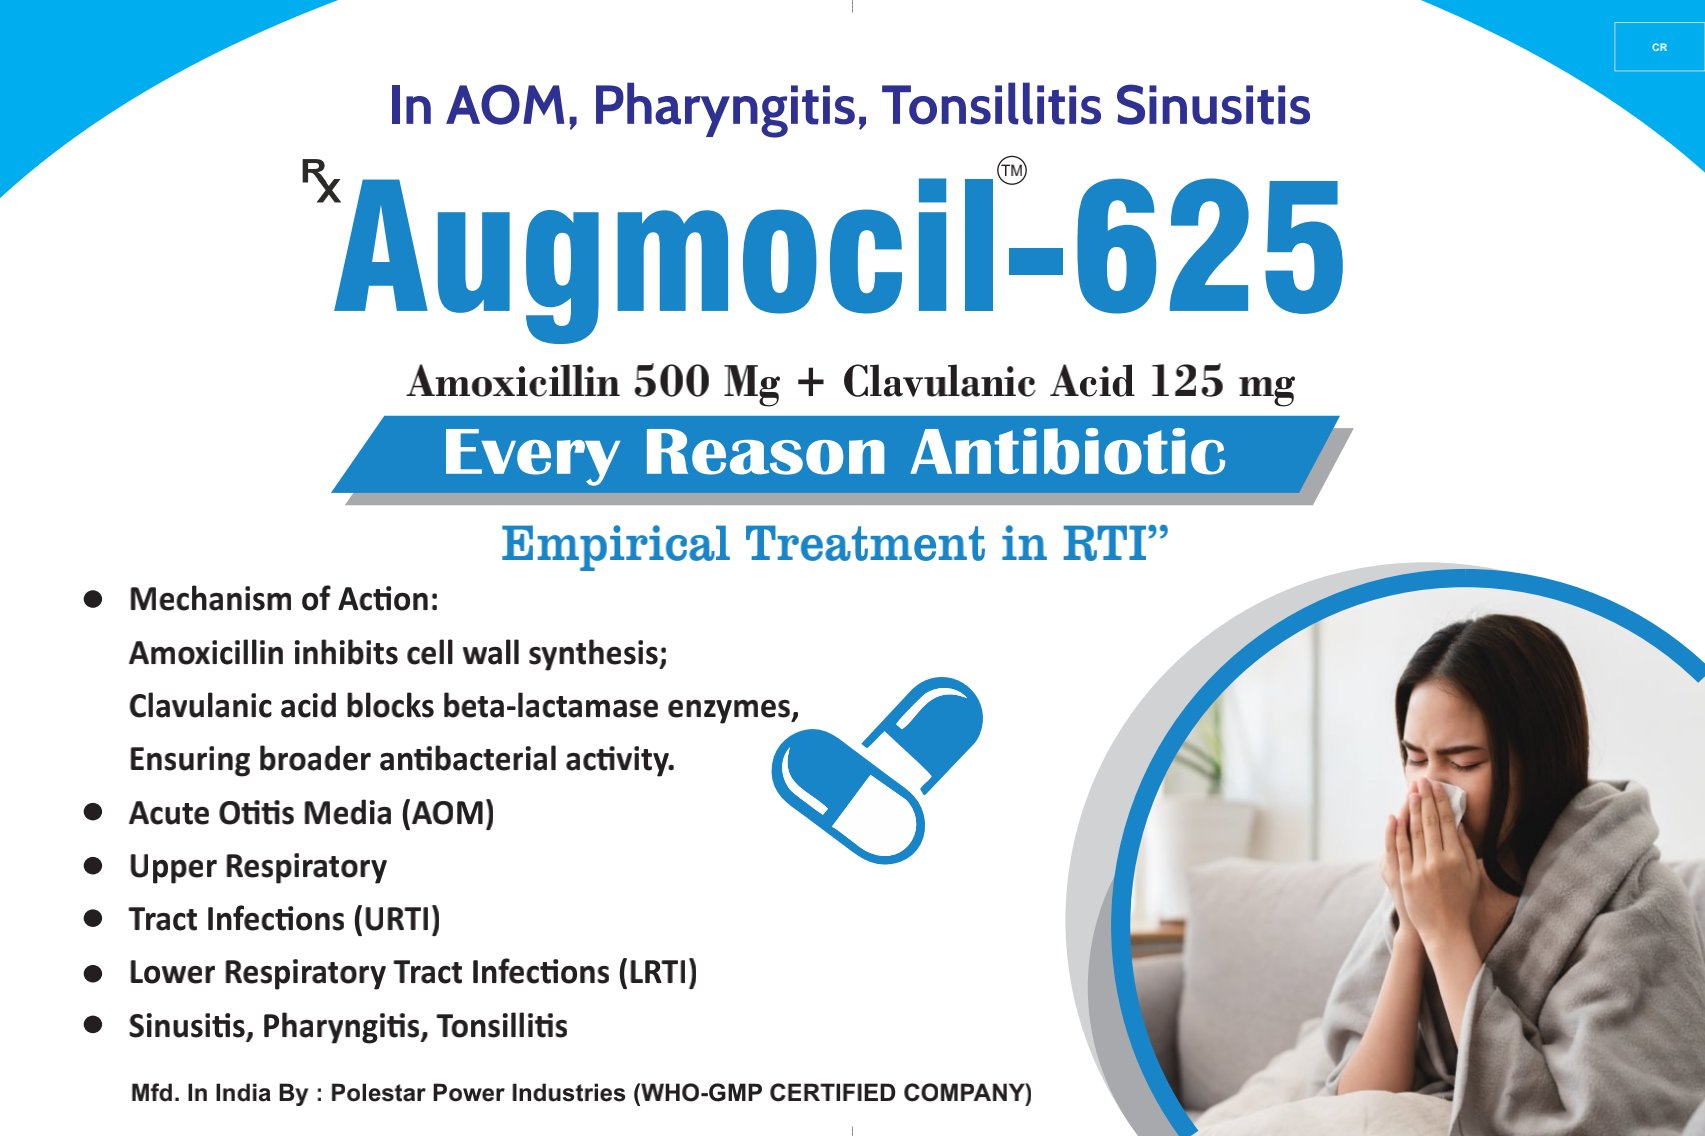 CR
In AOM, Pharyngitis, Tonsillitis Sinusitis
Rx Augmocil™-625
Amoxicillin 500 Mg + Clavulanic Acid 125 mg
Every Reason Antibiotic
Empirical Treatment in RTI”
● Mechanism of Action:
Amoxicillin inhibits cell wall synthesis;
Clavulanic acid blocks beta-lactamase enzymes,
Ensuring broader antibacterial activity.
● Acute Otitis Media (AOM)
● Upper Respiratory
● Tract Infections (URTI)
● Lower Respiratory Tract Infections (LRTI)
● Sinusitis, Pharyngitis, Tonsillitis
Mfd. In India By : Polestar Power Industries (WHO-GMP CERTIFIED COMPANY)